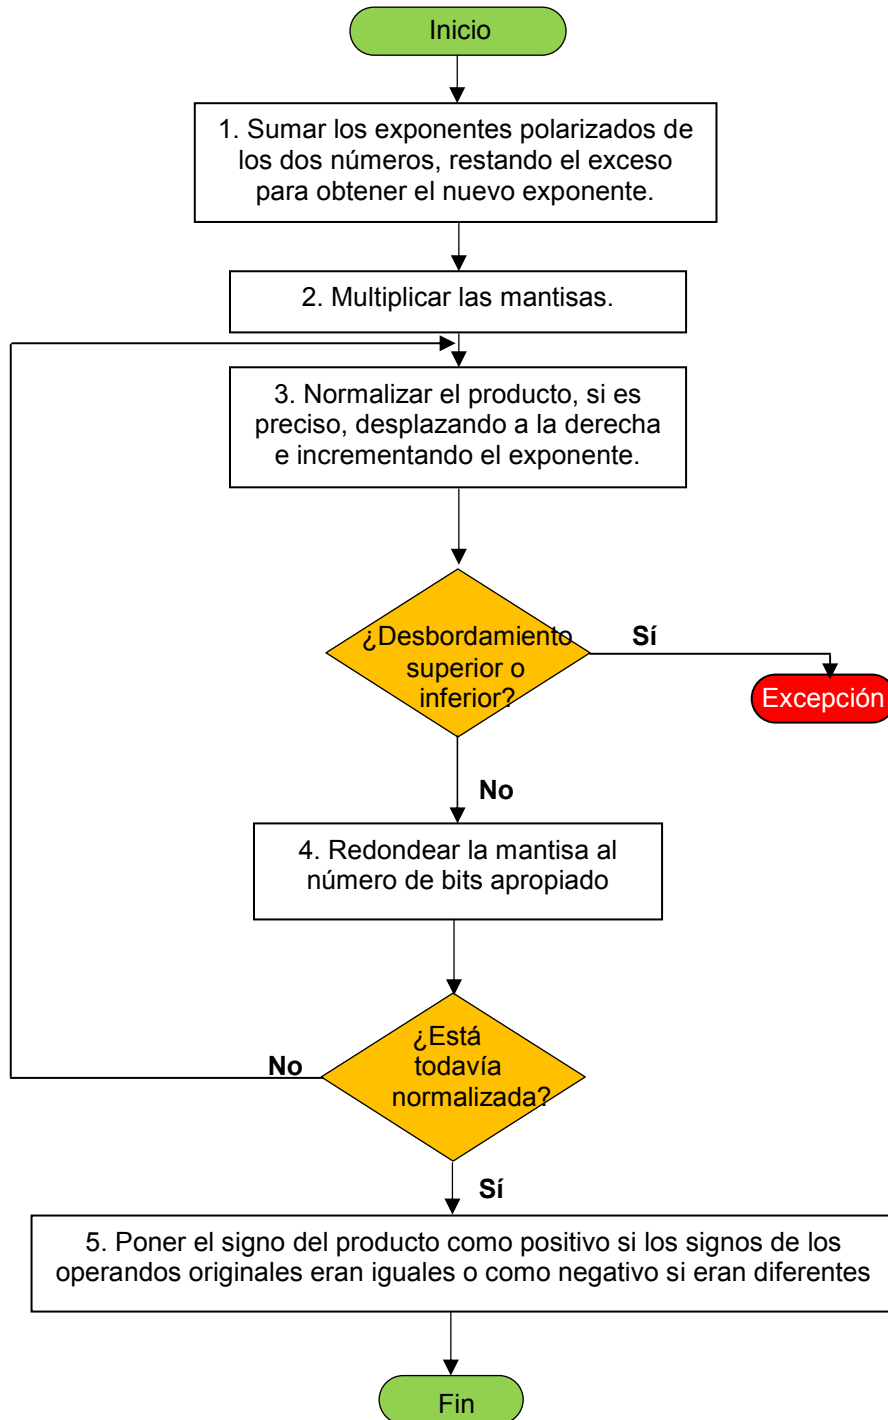 Inicio
1. Sumar los exponentes polarizados de
los dos números, restando el exceso
para obtener el nuevo exponente.
2. Multiplicar las mantisas.
3. Normalizar el producto, si es
preciso, desplazando a la derecha
e incrementando el exponente.
¿Desbordamiento
superior o
inferior?
Sí
Excepción
No
4. Redondear la mantisa al
número de bits apropiado
¿Está
todavía
normalizada?
No
Sí
5. Poner el signo del producto como positivo si los signos de los
operandos originales eran iguales o como negativo si eran diferentes
Fin